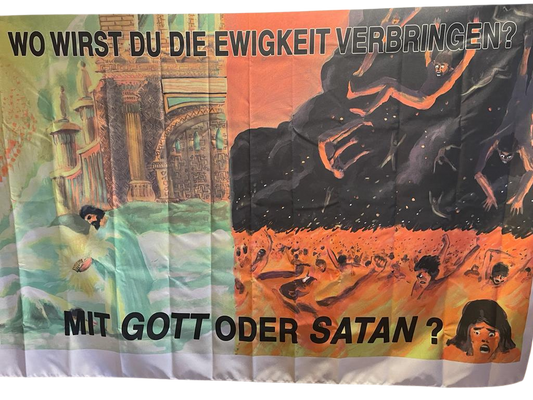 WO WIRST DU DIE EWIGKEIT VERBRINGEN?
MIT GOTT ODER SATAN ?